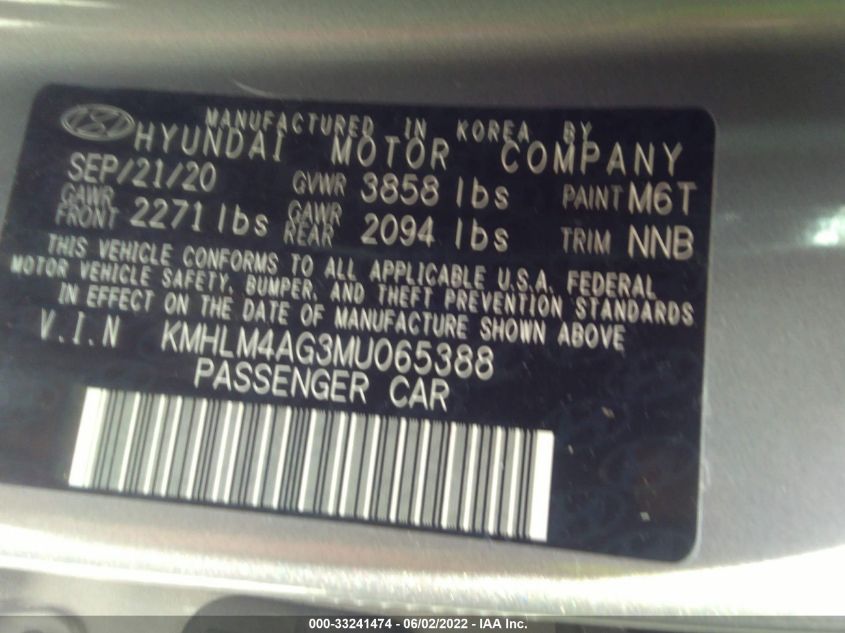 MANUFACTURED IN KOREA BY
HYUNDAI MOTOR COMPANY
SEP/21/20 GVWR 3858 lbs PAINT M6T
GAWR FRONT 2271 lbs GAWR REAR 2094 lbs TRIM NNB
THIS VEHICLE CONFORMS TO ALL APPLICABLE U.S.A. FEDERAL
MOTOR VEHICLE SAFETY, BUMPER, AND THEFT PREVENTION STANDARDS
IN EFFECT ON THE DATE OF MANUFACTURE SHOWN ABOVE
V.I.N KMHLM4AG3MU065388
PASSENGER CAR
000-33241474 - 06/02/2022 - IAA Inc.